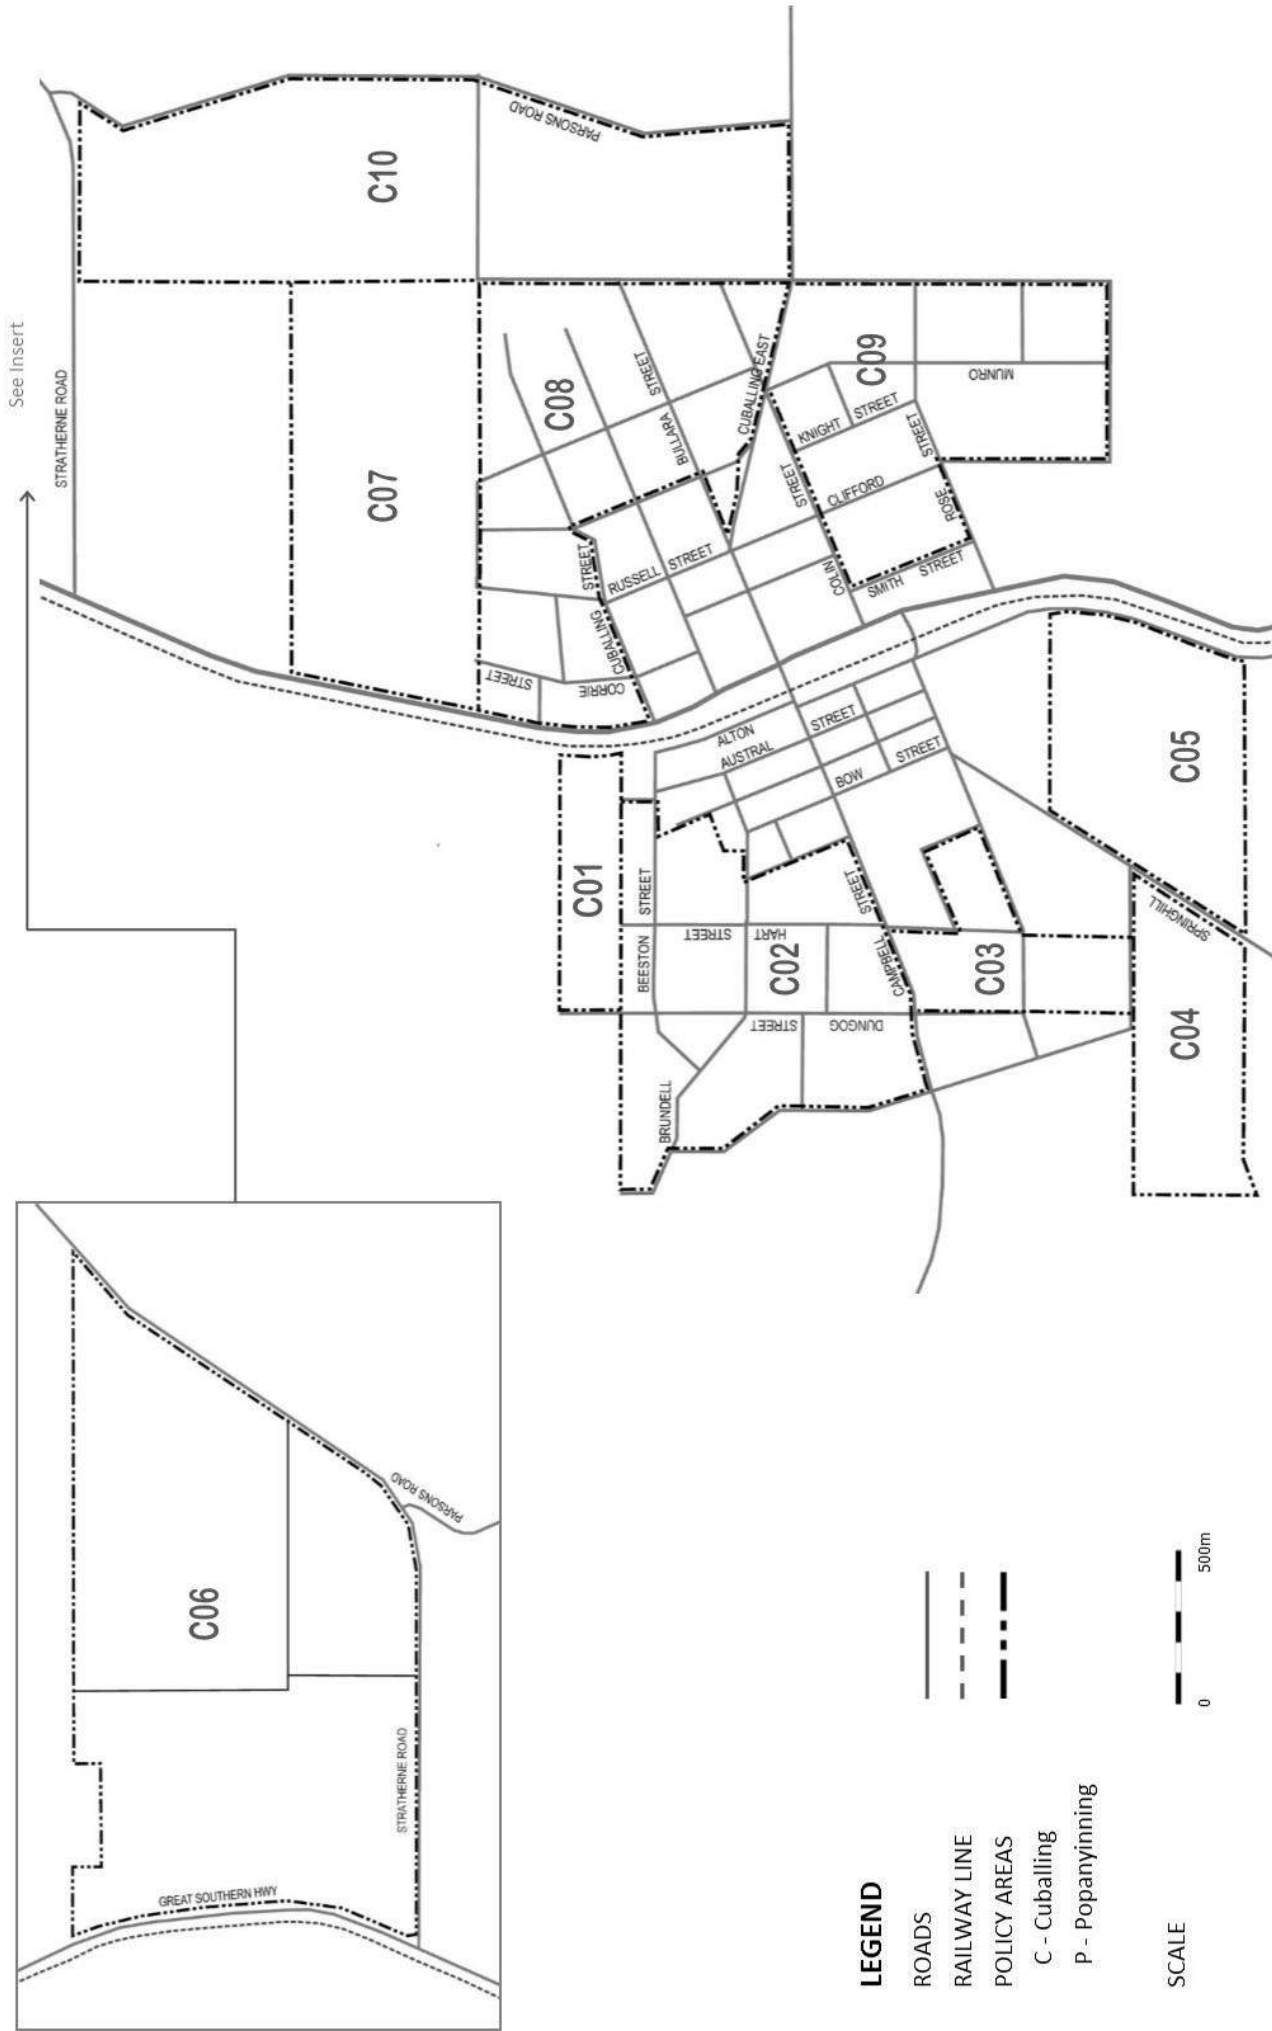 See Insert
STRATHERNE ROAD
PARSONS ROAD
C10
C07
C08
C09
STREET
BULLARA
CUBALLING EAST
KNIGHT
STREET
MUNRO
STREET
CLIFFORD
STREET
ROSE
CUBALLING
STREET
RUSSELL
STREET
COLIN
SMITH
STREET
CORRIE
STREET
ALTON
AUSTRAL
STREET
BOW
STREET
C05
C01
BEESTON
STREET
HART
STREET
C02
CAMPBELL
STREET
C03
SPRINGHILL
C04
DUNGOG
STREET
BRUNDELL
C06
PARSONS ROAD
STRATHERNE ROAD
GREAT SOUTHERN HWY
LEGEND
ROADS
RAILWAY LINE
POLICY AREAS
C - Cuballing
P - Popanyinning
SCALE
0
500m